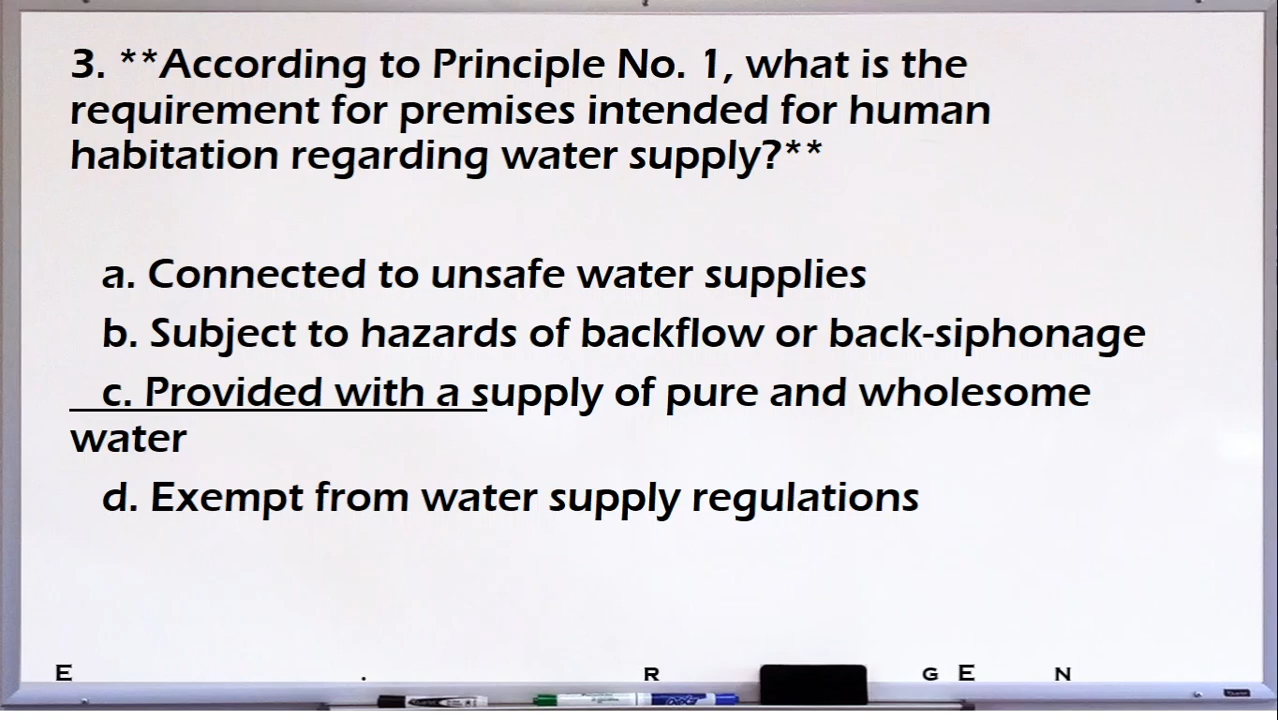 3. **According to Principle No. 1, what is the
requirement for premises intended for human
habitation regarding water supply?**
a. Connected to unsafe water supplies
b. Subject to hazards of backflow or back-siphonage
c. Provided with a supply of pure and wholesome
water
d. Exempt from water supply regulations
E . R G E N